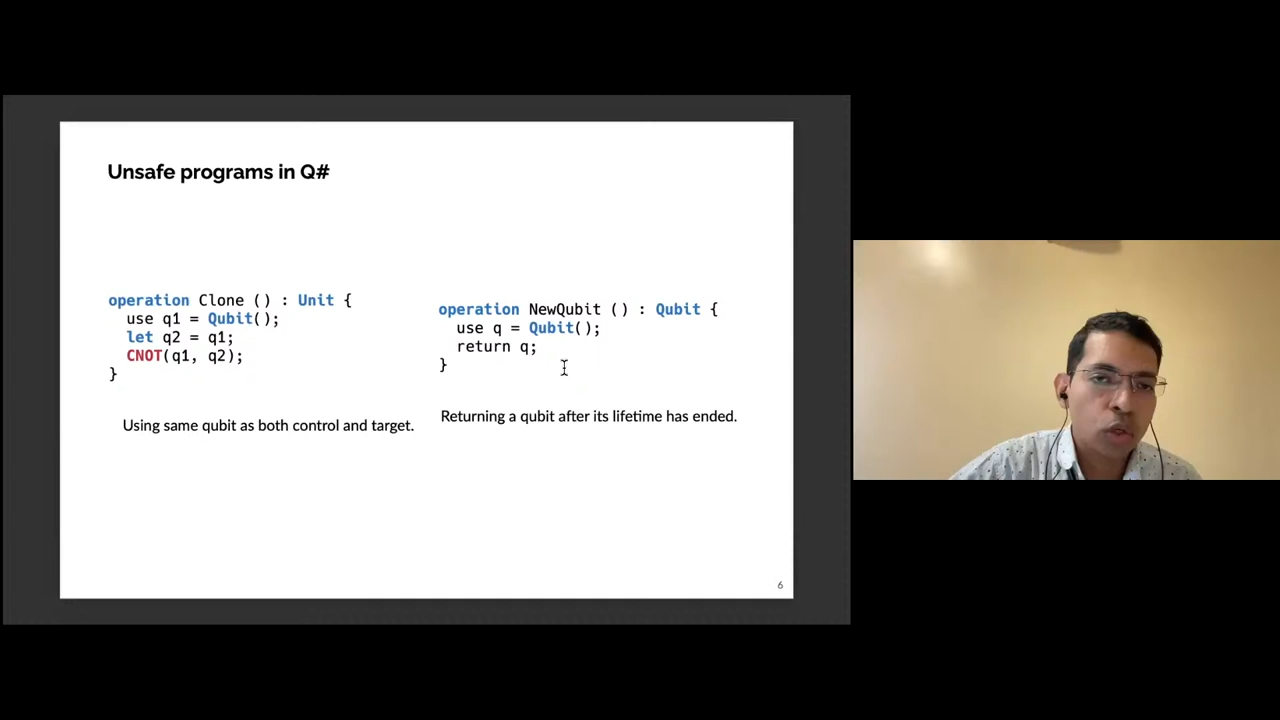 Unsafe programs in Q#
operation Clone () : Unit {
use q1 = Qubit();
let q2 = q1;
CNOT(q1, q2);
}
Using same qubit as both control and target.
operation NewQubit () : Qubit {
use q = Qubit();
return q;
}
Returning a qubit after its lifetime has ended.
6